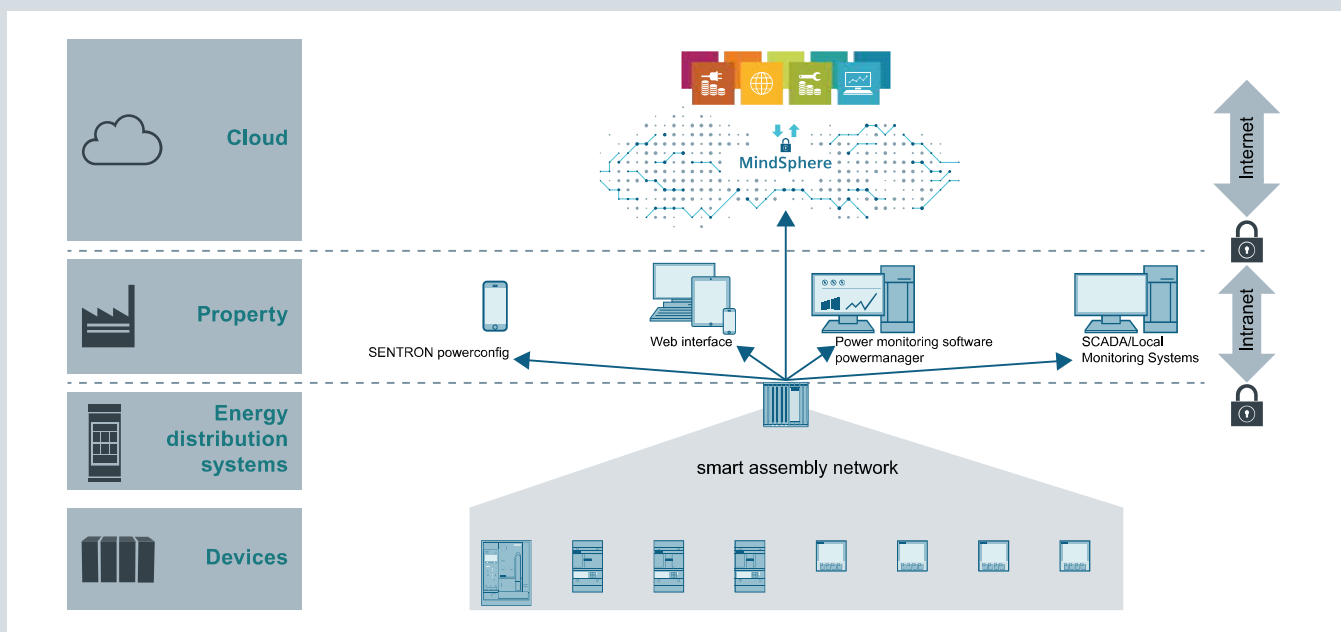 Cloud
MindSphere
Internet
Property
SENTRON powerconfig
Web interface
Power monitoring software
powermanager
SCADA/Local
Monitoring Systems
Intranet
Energy
distribution
systems
smart assembly network
Devices